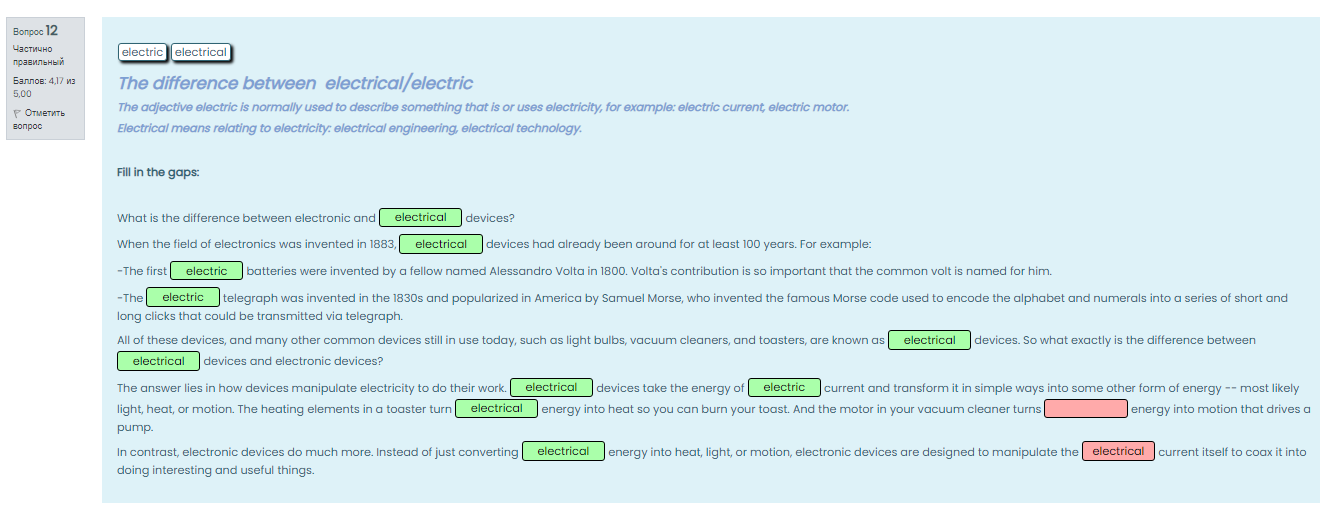 Вопрос 12
Частично
правильный
Баллов: 4,17 из
5,00
Отметить
вопрос
electric electrical
The difference between electrical/electric
The adjective electric is normally used to describe something that is or uses electricity, for example: electric current, electric motor.
Electrical means relating to electricity: electrical engineering, electrical technology.
Fill in the gaps:
What is the difference between electronic and electrical devices?
When the field of electronics was invented in 1883, electrical devices had already been around for at least 100 years. For example:
-The first electric batteries were invented by a fellow named Alessandro Volta in 1800. Volta's contribution is so important that the common volt is named for him.
-The electric telegraph was invented in the 1830s and popularized in America by Samuel Morse, who invented the famous Morse code used to encode the alphabet and numerals into a series of short and
long clicks that could be transmitted via telegraph.
All of these devices, and many other common devices still in use today, such as light bulbs, vacuum cleaners, and toasters, are known as electrical devices. So what exactly is the difference between
electrical devices and electronic devices?
The answer lies in how devices manipulate electricity to do their work. electrical devices take the energy of electric current and transform it in simple ways into some other form of energy -- most likely
light, heat, or motion. The heating elements in a toaster turn electrical energy into heat so you can burn your toast. And the motor in your vacuum cleaner turns energy into motion that drives a
pump.
In contrast, electronic devices do much more. Instead of just converting electrical energy into heat, light, or motion, electronic devices are designed to manipulate the electrical current itself to coax it into
doing interesting and useful things.